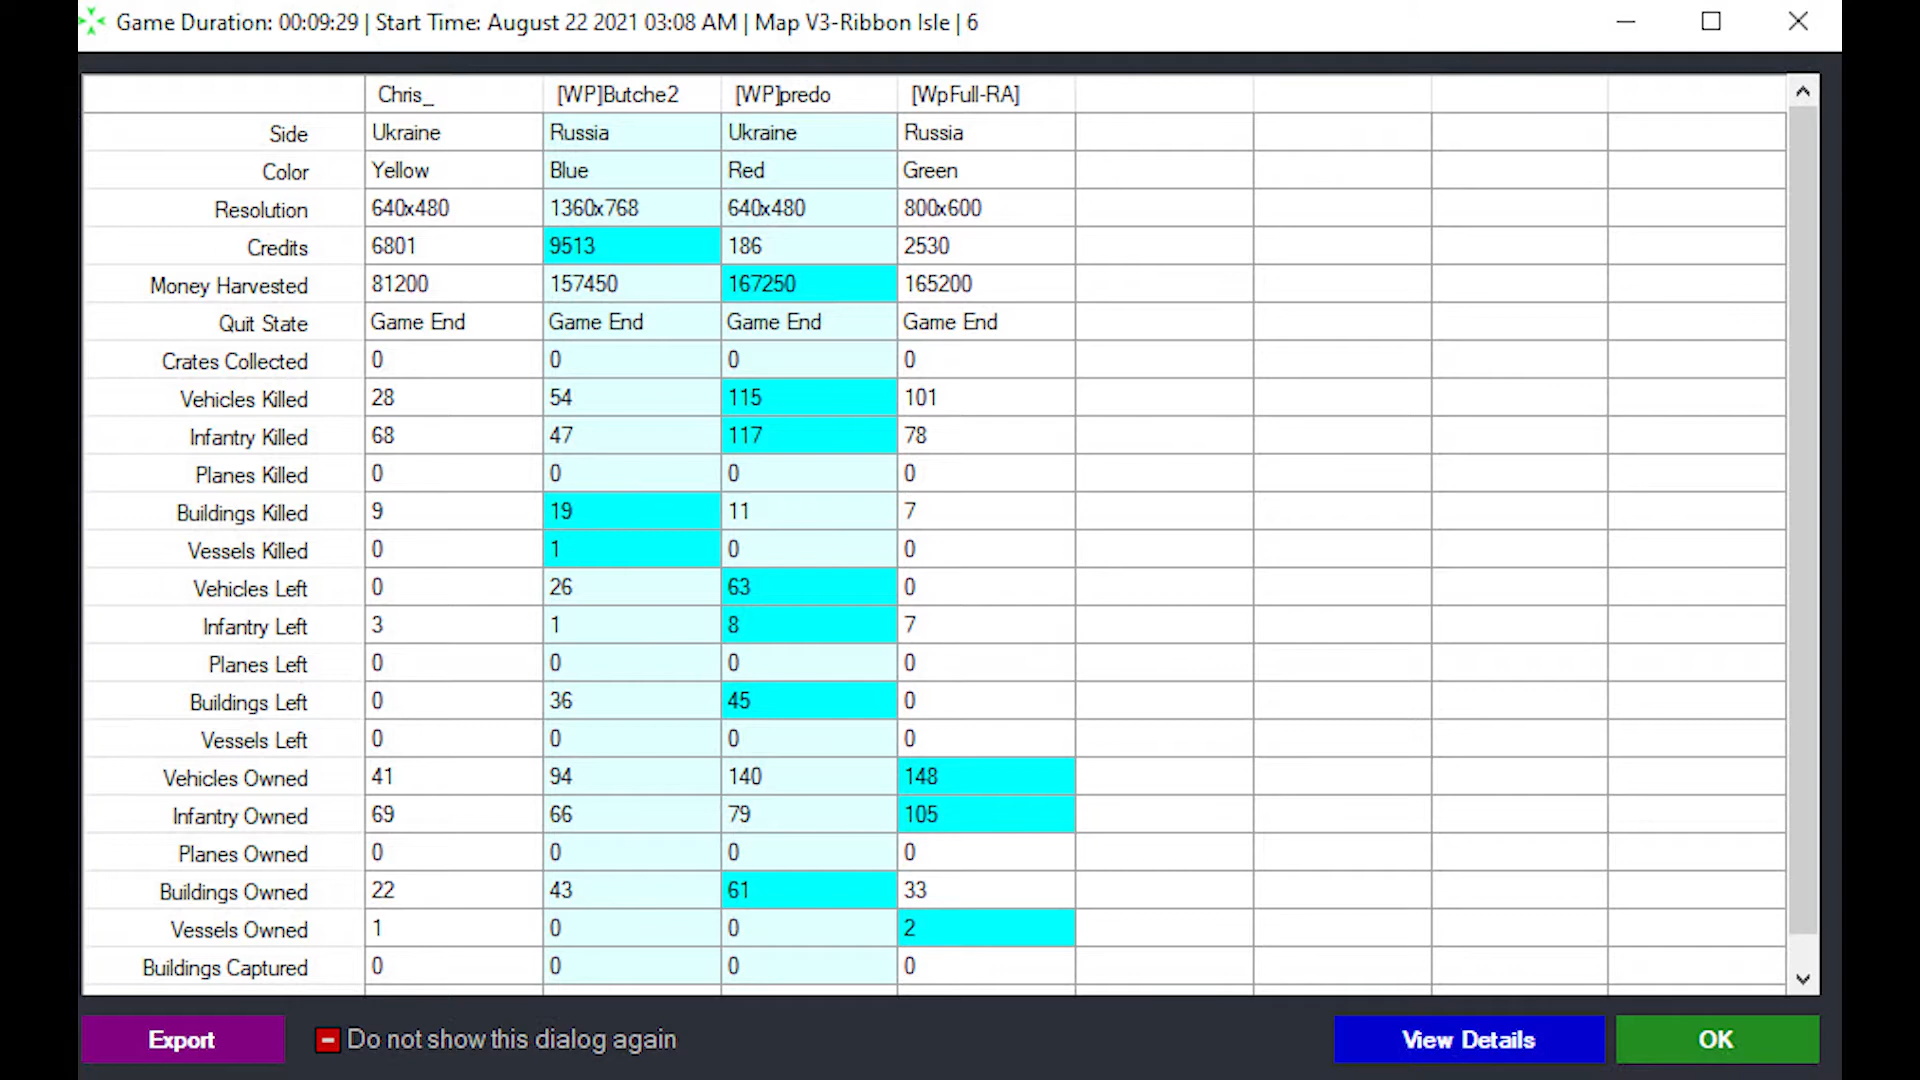 Game Duration: 00:09:29 | Start Time: August 22 2021 03:08 AM | Map V3-Ribbon Isle | 6
Chris_ [WP]Butche2 [WP]predo [WpFull-RA]
Side Ukraine Russia Ukraine Russia
Color Yellow Blue Red Green
Resolution 640x480 1360x768 640x480 800x600
Credits 6801 9513 186 2530
Money Harvested 81200 157450 167250 165200
Quit State Game End Game End Game End Game End
Crates Collected 0 0 0 0
Vehicles Killed 28 54 115 101
Infantry Killed 68 47 117 78
Planes Killed 0 0 0 0
Buildings Killed 9 19 11 7
Vessels Killed 0 1 0 0
Vehicles Left 0 26 63 0
Infantry Left 3 1 8 7
Planes Left 0 0 0 0
Buildings Left 0 36 45 0
Vessels Left 0 0 0 0
Vehicles Owned 41 94 140 148
Infantry Owned 69 66 79 105
Planes Owned 0 0 0 0
Buildings Owned 22 43 61 33
Vessels Owned 1 0 0 2
Buildings Captured 0 0 0 0
Export Do not show this dialog again View Details OK